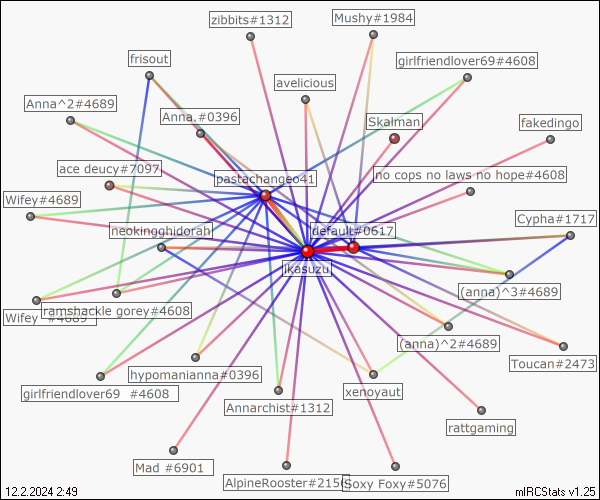 zibbits#1312
Mushy#1984
frisout
girlfriendlover69#4608
avelicious
Anna^2#4689
Anna.#0396
Skalman
fakedingo
ace deucy#7097
pastachangeo41
no cops no laws no hope#4608
Wifey#4689
neokingghidorah
default#0617
Cypha#1717
ikasuzu
(anna)^3#4689
Wifey
ramshackle gorey#4608
(anna)^2#4689
Toucan#2473
hypomanianna#0396
girlfriendlover69 #4608
xenoyaut
Annarchist#1312
rattgaming
Mad #6901
AlpineRooster#2150
Soxy Foxy#5076
12.2.2024 2:49
mIRCStats v1.25